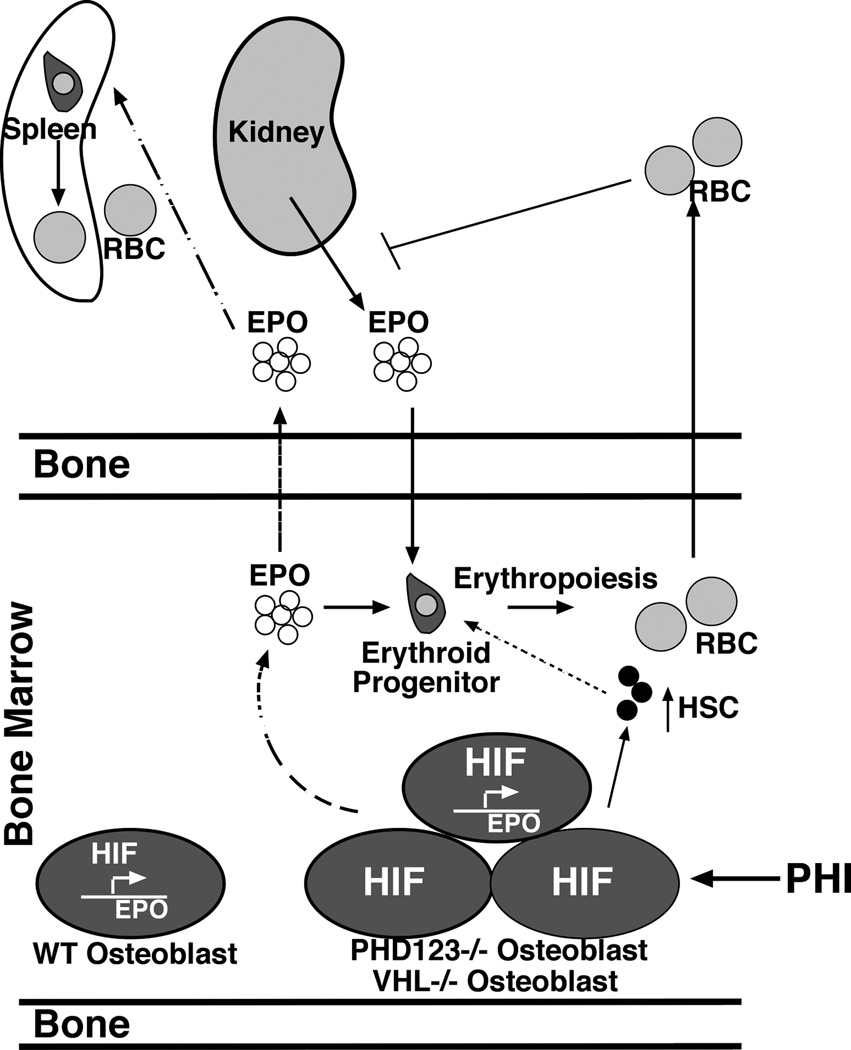 Spleen
Kidney
RBC
RBC
EPO
EPO
Bone
EPO
Erythropoiesis
Erythroid
Progenitor
RBC
HSC
Bone Marrow
HIF
EPO
HIF
EPO
HIF
HIF
PHI
WT Osteoblast
PHD123-/- Osteoblast
VHL-/- Osteoblast
Bone